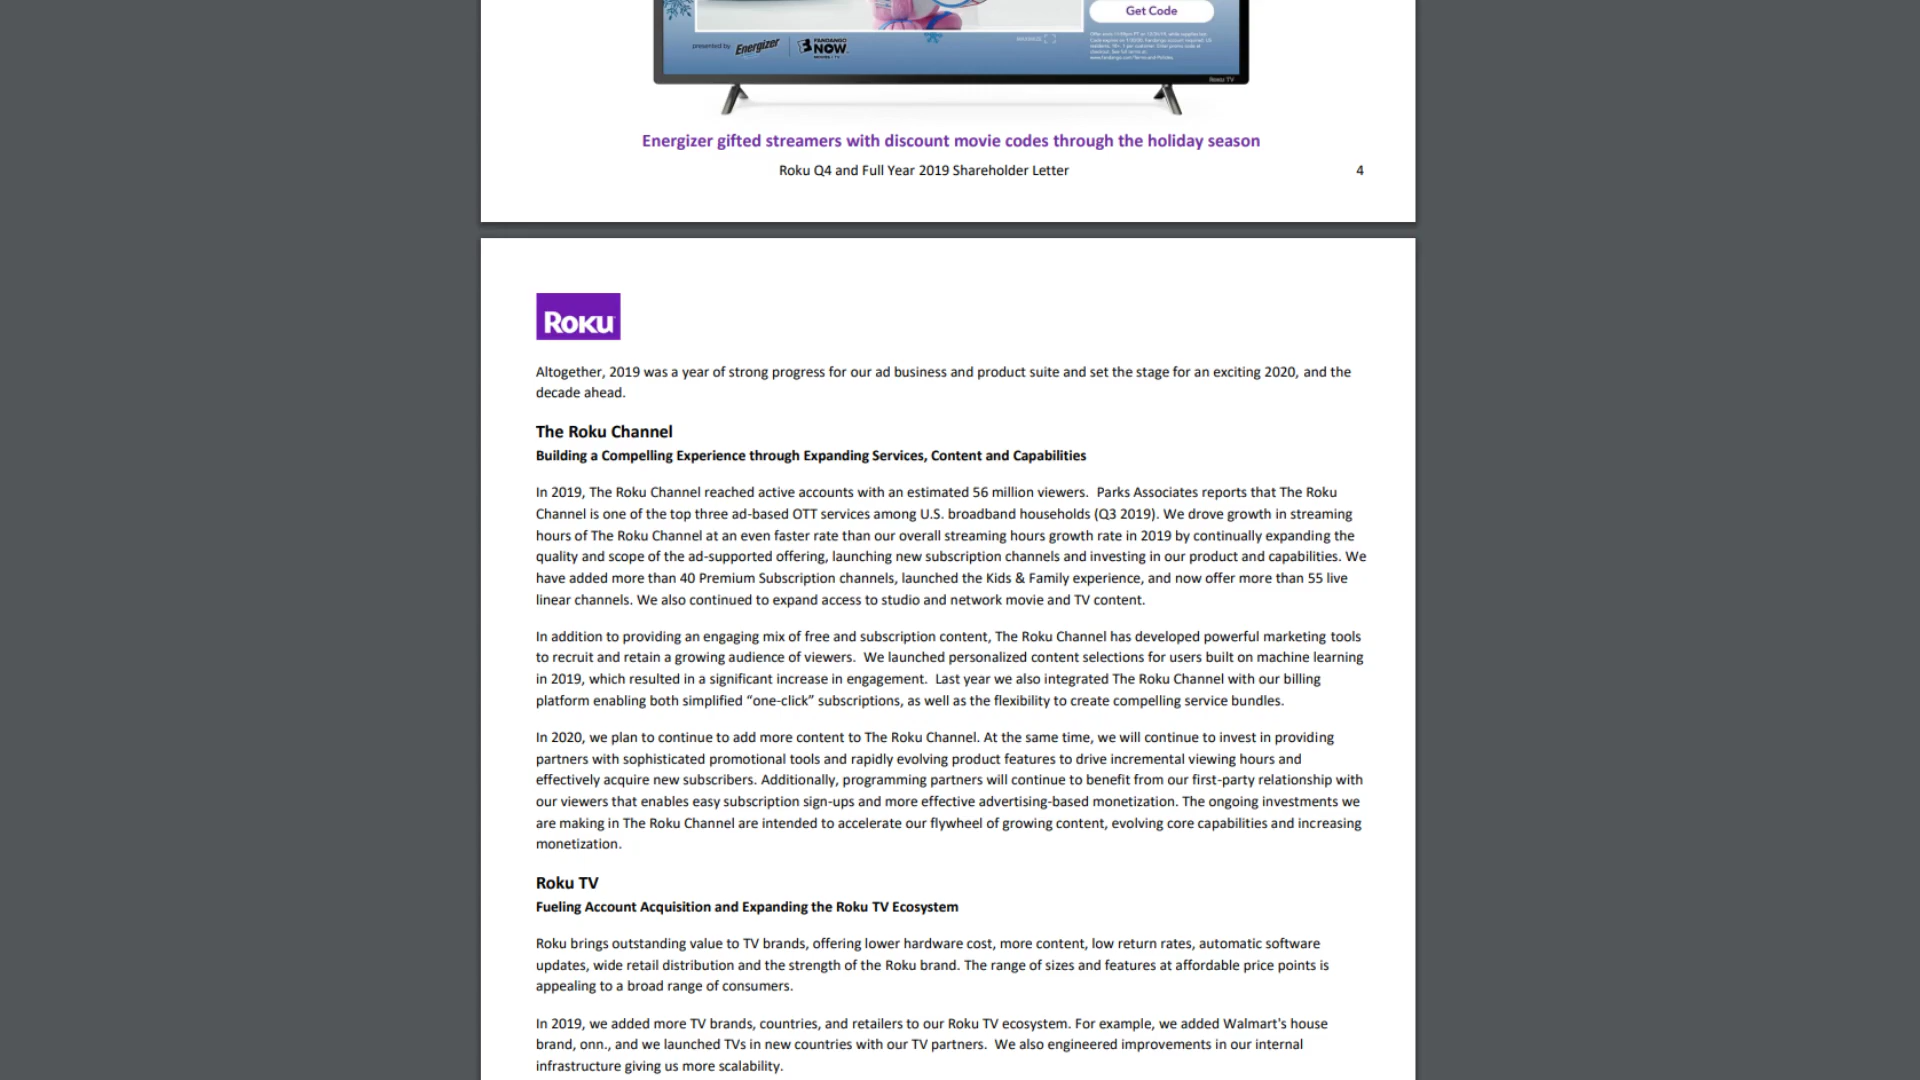 Get Code
presented by Energizer FANDANGO NOW
Roku TV
Energizer gifted streamers with discount movie codes through the holiday season
Roku Q4 and Full Year 2019 Shareholder Letter 4
ROKU
Altogether, 2019 was a year of strong progress for our ad business and product suite and set the stage for an exciting 2020, and the
decade ahead.
The Roku Channel
Building a Compelling Experience through Expanding Services, Content and Capabilities
In 2019, The Roku Channel reached active accounts with an estimated 56 million viewers.  Parks Associates reports that The Roku
Channel is one of the top three ad-based OTT services among U.S. broadband households (Q3 2019). We drove growth in streaming
hours of The Roku Channel at an even faster rate than our overall streaming hours growth rate in 2019 by continually expanding the
quality and scope of the ad-supported offering, launching new subscription channels and investing in our product and capabilities. We
have added more than 40 Premium Subscription channels, launched the Kids & Family experience, and now offer more than 55 live
linear channels. We also continued to expand access to studio and network movie and TV content.
In addition to providing an engaging mix of free and subscription content, The Roku Channel has developed powerful marketing tools
to recruit and retain a growing audience of viewers.  We launched personalized content selections for users built on machine learning
in 2019, which resulted in a significant increase in engagement.  Last year we also integrated The Roku Channel with our billing
platform enabling both simplified “one-click” subscriptions, as well as the flexibility to create compelling service bundles.
In 2020, we plan to continue to add more content to The Roku Channel. At the same time, we will continue to invest in providing
partners with sophisticated promotional tools and rapidly evolving product features to drive incremental viewing hours and
effectively acquire new subscribers. Additionally, programming partners will continue to benefit from our first-party relationship with
our viewers that enables easy subscription sign-ups and more effective advertising-based monetization. The ongoing investments we
are making in The Roku Channel are intended to accelerate our flywheel of growing content, evolving core capabilities and increasing
monetization.
Roku TV
Fueling Account Acquisition and Expanding the Roku TV Ecosystem
Roku brings outstanding value to TV brands, offering lower hardware cost, more content, low return rates, automatic software
updates, wide retail distribution and the strength of the Roku brand. The range of sizes and features at affordable price points is
appealing to a broad range of consumers.
In 2019, we added more TV brands, countries, and retailers to our Roku TV ecosystem. For example, we added Walmart's house
brand, onn., and we launched TVs in new countries with our TV partners.  We also engineered improvements in our internal
infrastructure giving us more scalability.